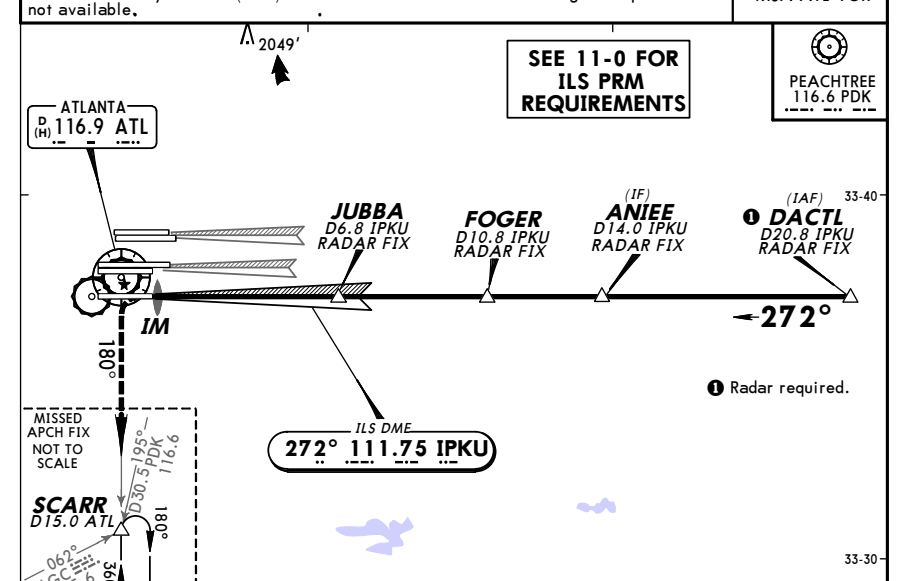 not available.
2049'
SEE 11-0 FOR
ILS PRM
REQUIREMENTS
PEACHTREE
116.6 PDK
ATLANTA
D
(H) 116.9 ATL
33-40
JUBBA
D6.8 IPKU
RADAR FIX
FOGER
D10.8 IPKU
RADAR FIX
(IF)
ANIEE
D14.0 IPKU
RADAR FIX
(IAF)
1 DACTL
D20.8 IPKU
RADAR FIX
IM
272°
180°
1 Radar required.
MISSED
APCH FIX
NOT TO
SCALE
ILS DME
272° 111.75 IPKU
195°
D30.5 PDK
116.6
SCARR
D15.0 ATL
180°
062°
33-30